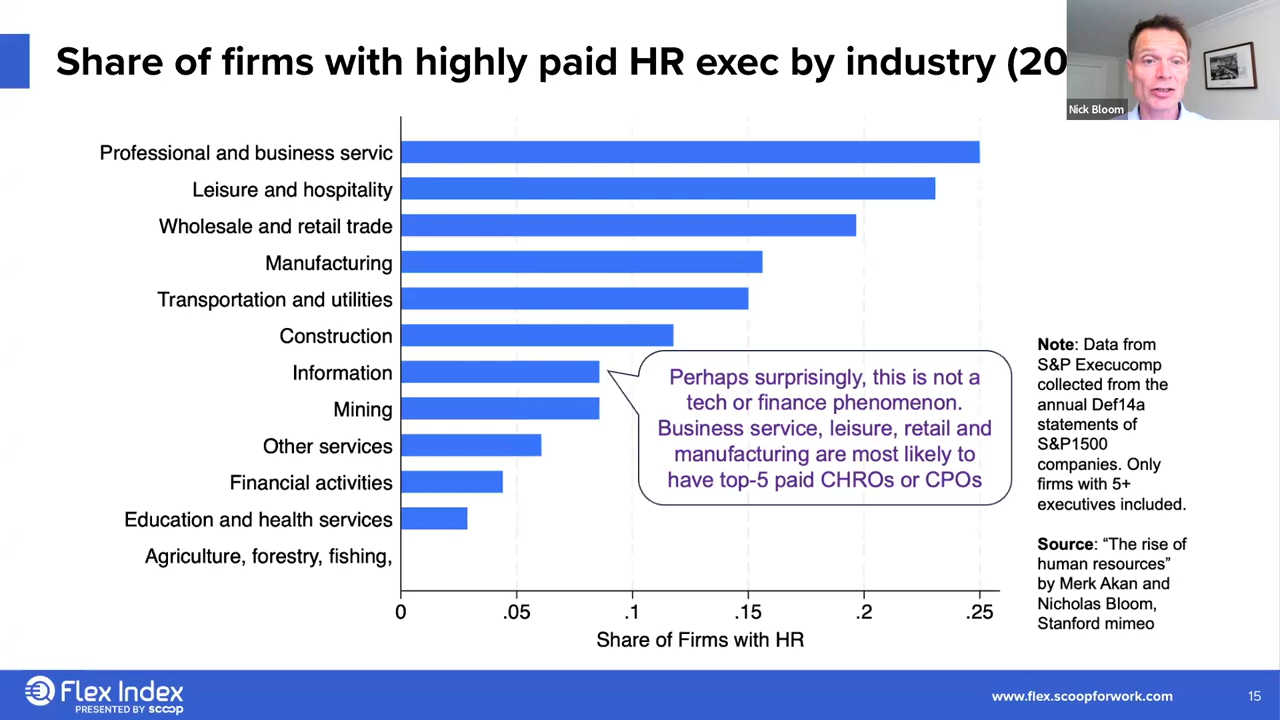 Share of firms with highly paid HR exec by industry (20
Nick Bloom
Professional and business servic
Leisure and hospitality
Wholesale and retail trade
Manufacturing
Transportation and utilities
Construction
Information
Mining
Other services
Financial activities
Education and health services
Agriculture, forestry, fishing,
Perhaps surprisingly, this is not a
tech or finance phenomenon.
Business service, leisure, retail and
manufacturing are most likely to
have top-5 paid CHROs or CPOs
0 .05 .1 .15 .2 .25
Share of Firms with HR
Note: Data from
S&P Execucomp
collected from the
annual Def14a
statements of
S&P1500
companies. Only
firms with 5+
executives included.
Source: “The rise of
human resources”
by Merk Akan and
Nicholas Bloom,
Stanford mimeo
Flex Index
PRESENTED BY scoop
www.flex.scoopforwork.com
15